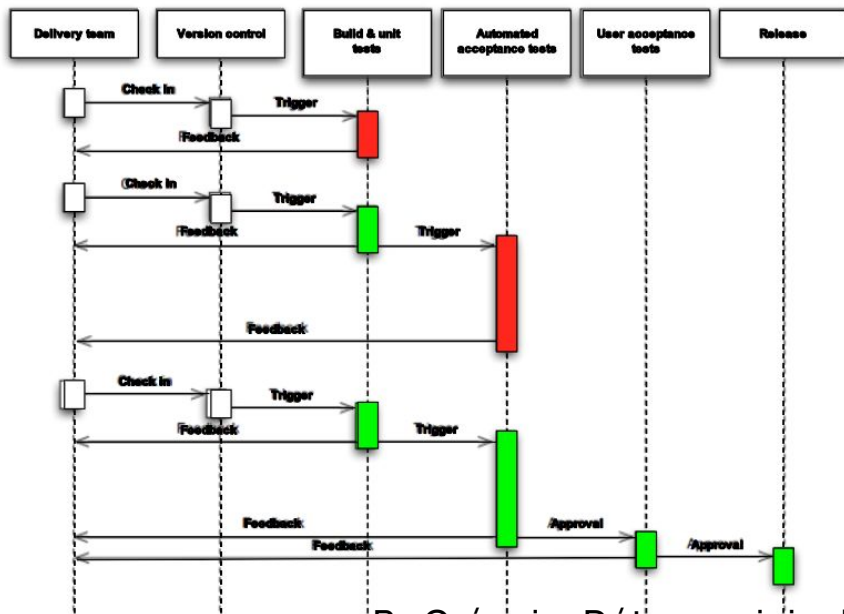 Delivery team
Version control
Build & unit
tests
Automated
acceptance tests
User acceptance
tests
Release
Check in
Trigger
Feedback
Check in
Trigger
Feedback
Trigger
Feedback
Check in
Trigger
Feedback
Trigger
Feedback
Approval
Feedback
Approval